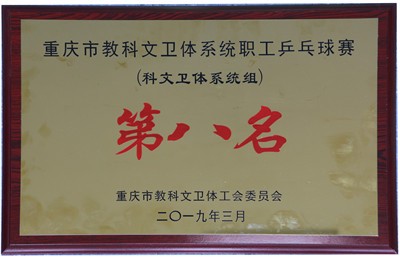 重庆市教科文卫体系统职工乒乓球赛
(科文卫体系统组)
第八名
重庆市教科文卫体工会委员会
二〇一九年三月